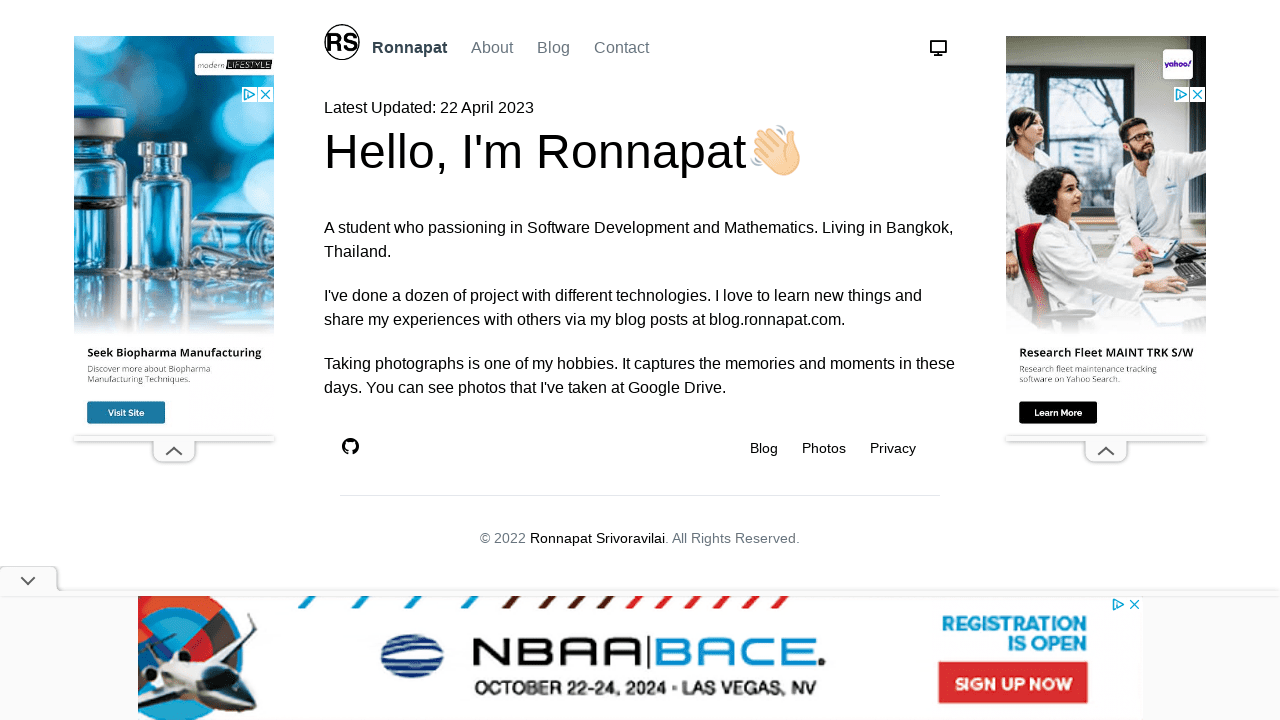 RS Ronnapat About Blog Contact
Latest Updated: 22 April 2023
Hello, I'm Ronnapat
A student who passioning in Software Development and Mathematics. Living in Bangkok,
Thailand.
I've done a dozen of project with different technologies. I love to learn new things and
share my experiences with others via my blog posts at blog.ronnapat.com.
Taking photographs is one of my hobbies. It captures the memories and moments in these
days. You can see photos that I've taken at Google Drive.
Blog Photos Privacy
© 2022 Ronnapat Srivoravilai. All Rights Reserved.
modern LIFESTYLE
Seek Biopharma Manufacturing
Discover more about Biopharma
Manufacturing Techniques.
Visit Site
yahoo!
Research Fleet MAINT TRK S/W
Research fleet maintenance tracking
software on Yahoo Search.
Learn More
NBAA|BACE.
OCTOBER 22-24, 2024 • LAS VEGAS, NV
REGISTRATION
IS OPEN
SIGN UP NOW